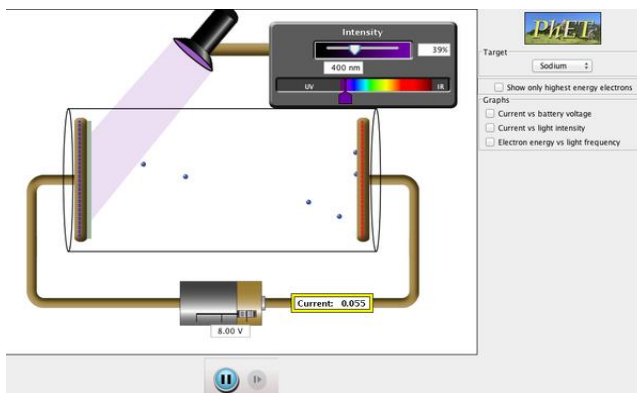 Intensity
39%
400 nm
UV
IR
PhET
Target
Sodium
Show only highest energy electrons
Graphs
Current vs battery voltage
Current vs light intensity
Electron energy vs light frequency
Current: 0.055
8.00 V